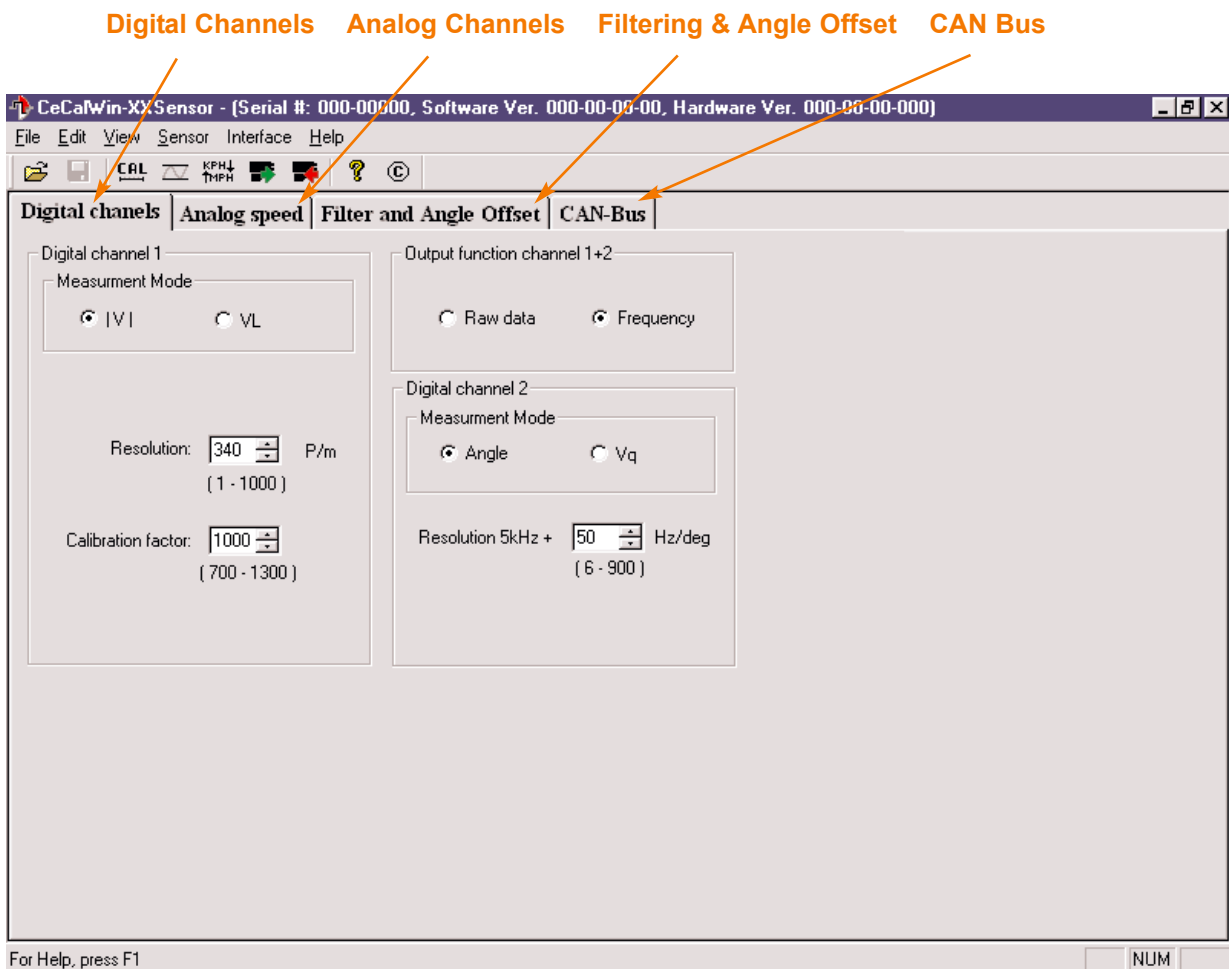 Digital Channels Analog Channels Filtering & Angle Offset CAN Bus
CeCalWin-XXSensor - (Serial #: 000-00000, Software Ver. 000-00-00-00, Hardware Ver. 000-00-00-000)
File Edit View Sensor Interface Help
CAL KPH MPH ? ©
Digital chanels Analog speed Filter and Angle Offset CAN-Bus
Digital channel 1
Measurment Mode
|V| VL
Resolution: 340 P/m
( 1 - 1000 )
Calibration factor: 1000
( 700 - 1300 )
Output function channel 1+2
Raw data Frequency
Digital channel 2
Measurment Mode
Angle Vq
Resolution 5kHz + 50 Hz/deg
( 6 - 900 )
For Help, press F1 NUM